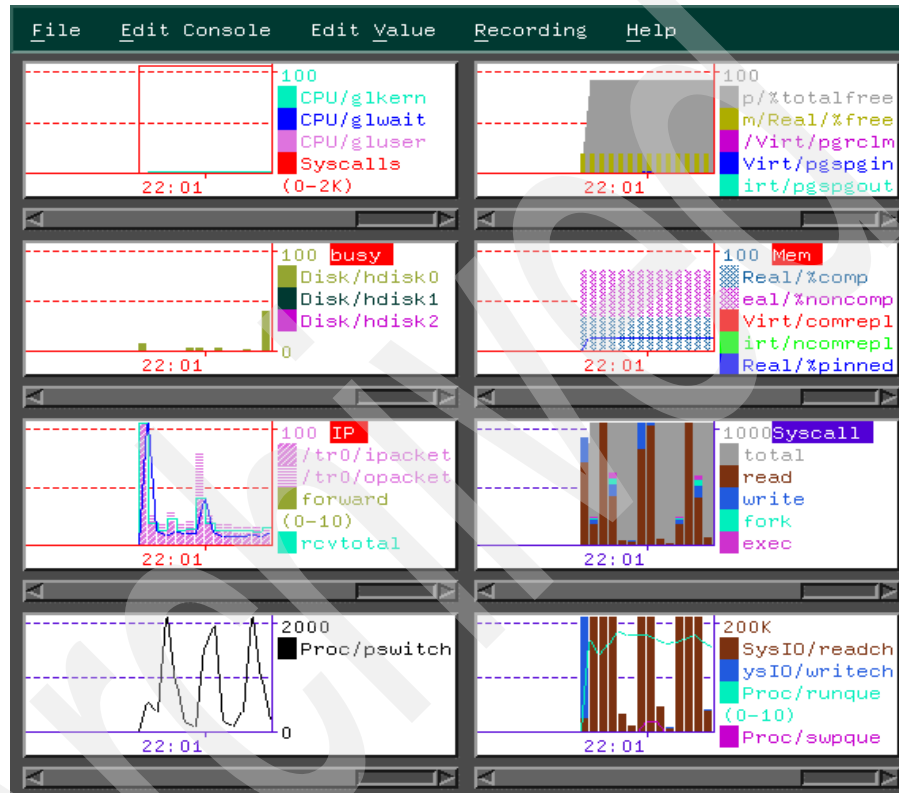 File Edit Console Edit Value Recording Help
100
CPU/glkern
CPU/glwait
CPU/gluser
Syscalls
(0-2K)
22:01
100
p/%totalfree
m/Real/%free
/Virt/pgrclm
Virt/pgspgin
irt/pgspgout
22:01
100 busy
Disk/hdisk0
Disk/hdisk1
Disk/hdisk2
0
22:01
100 Mem
Real/%comp
eal/%noncomp
Virt/comrepl
irt/ncomrepl
Real/%pinned
22:01
100 IP
/tr0/ipacket
/tr0/opacket
forward
(0-10)
rcvtotal
22:01
1000 Syscall
total
read
write
fork
exec
22:01
2000
Proc/pswitch
0
22:01
200K
SysIO/readch
ysIO/writech
Proc/runque
(0-10)
Proc/swpque
22:01